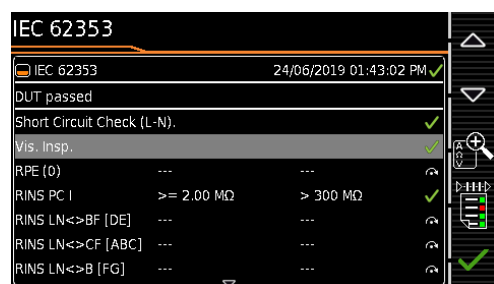 IEC 62353
IEC 62353 24/06/2019 01:43:02 PM
DUT passed
Short Circuit Check (L-N).
Vis. Insp.
RPE (0) --- ---
RINS PC I >= 2.00 MΩ > 300 MΩ
RINS LN<>BF [DE] --- ---
RINS LN<>CF [ABC] --- ---
RINS LN<>B [FG] --- ---